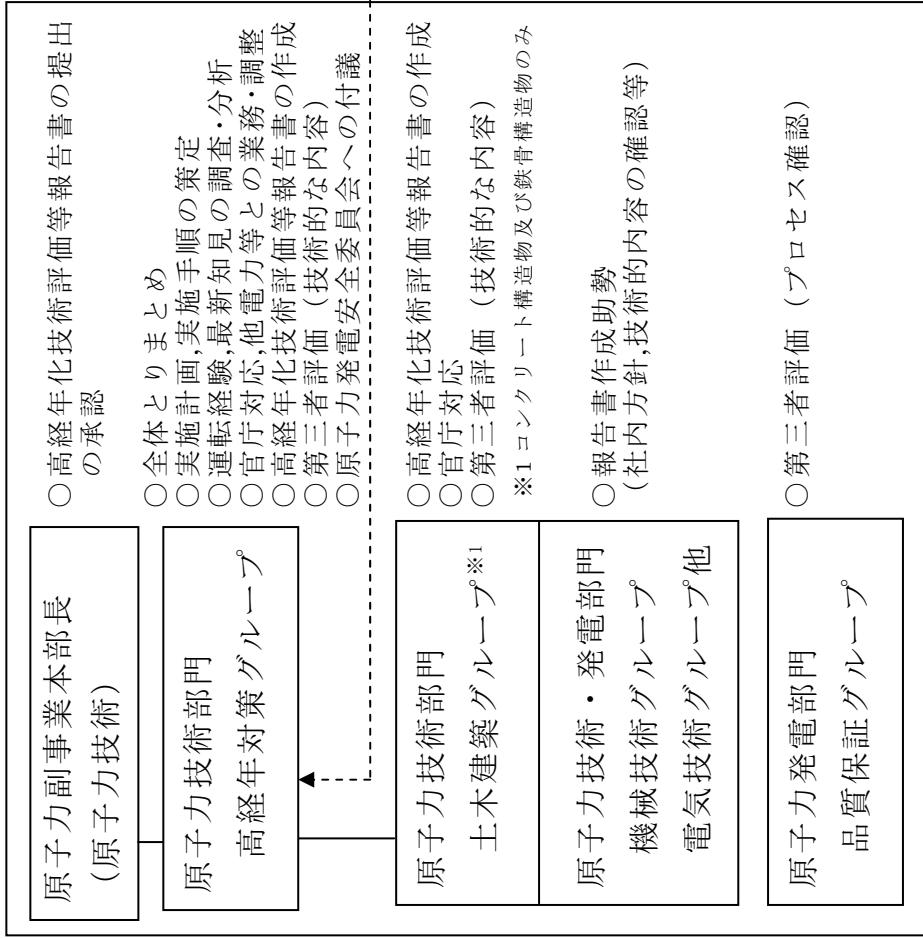 原子力副事業本部長
(原子力技術)
○高経年化技術評価等報告書の提出
の承認
原子力技術部門
高経年対策グループ
○全体とりまとめ
○実施計画,実施手順の策定
○運転経験,最新知見の調査・分析
○官庁対応,他電力等との業務・調整
○高経年化技術評価等報告書の作成
○第三者評価（技術的な内容）
○原子力発電安全委員会への付議
原子力技術部門
土木建築グループ※1
○高経年化技術評価等報告書の作成
○官庁対応
○第三者評価（技術的な内容）
※1 コンクリート構造物及び鉄骨構造物のみ
原子力技術・発電部門
機械技術グループ
電気技術グループ他
○報告書作成助勢
(社内方針,技術的内容の確認等)
原子力発電部門
品質保証グループ
○第三者評価（プロセス確認）